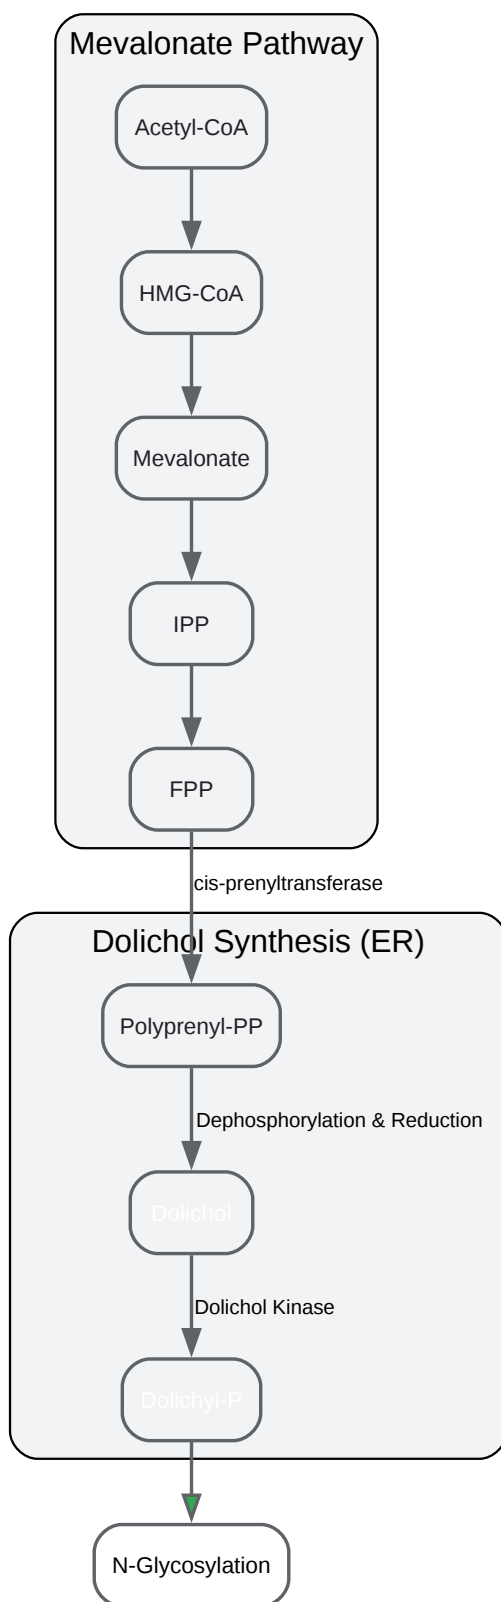 Mevalonate Pathway
Acetyl-CoA
HMG-CoA
Mevalonate
IPP
FPP
cis-prenyltransferase
Dolichol Synthesis (ER)
Polyprenyl-PP
Dephosphorylation & Reduction
Dolichol
Dolichol Kinase
Dolichyl-P
N-Glycosylation